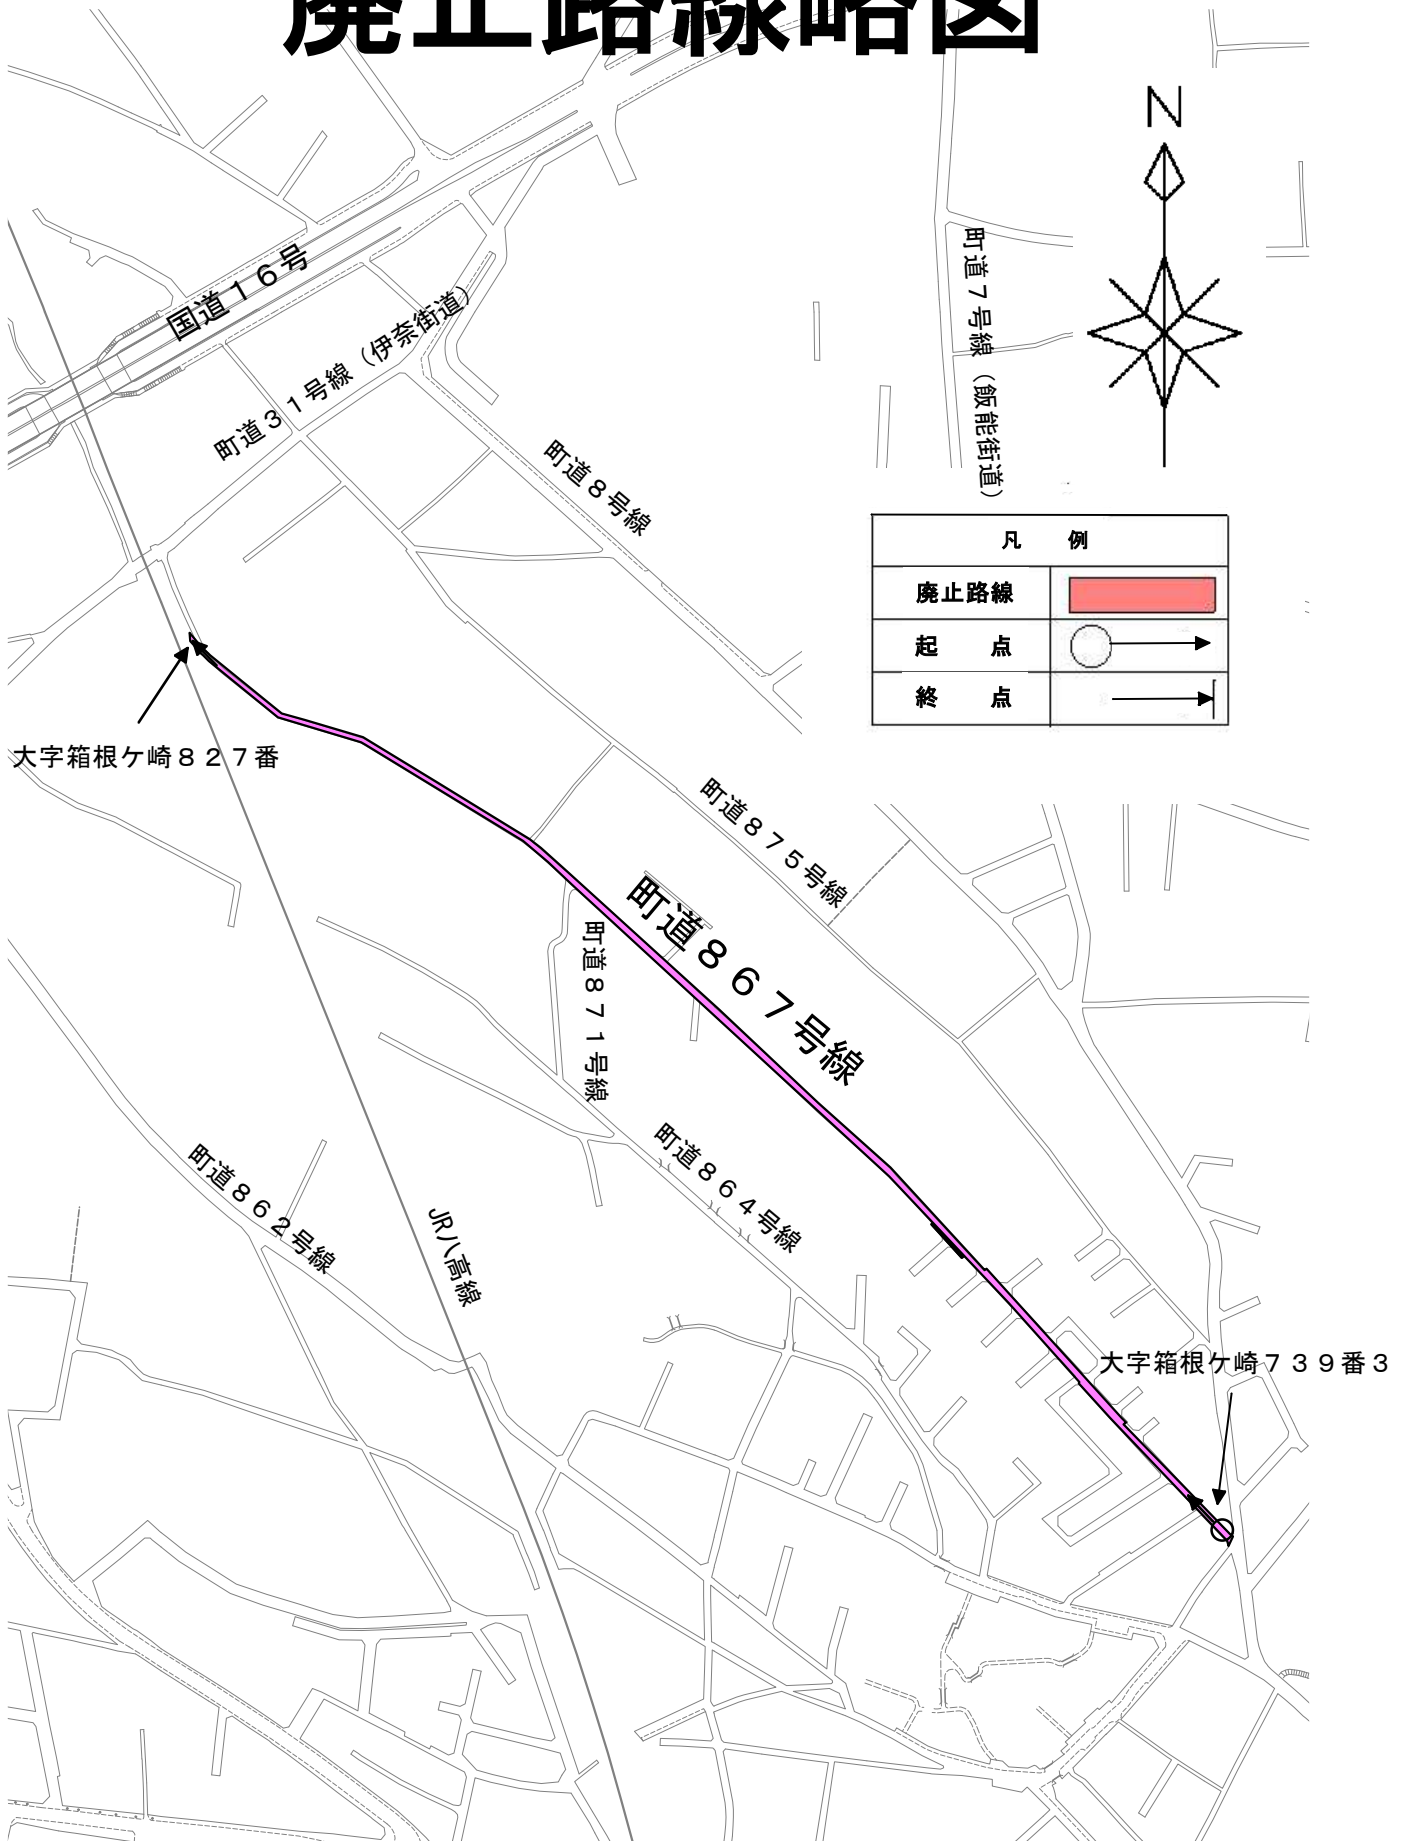 廃止路線略図
N
国道１６号
町道３１号線（伊奈街道）
町道７号線（飯能街道）
町道８号線
凡　例
廃止路線
起　点
終　点
大字箱根ケ崎８２７番
町道８７５号線
町道８６７号線
町道８７１号線
町道８６４号線
町道８６２号線
JR八高線
大字箱根ケ崎７３９番３